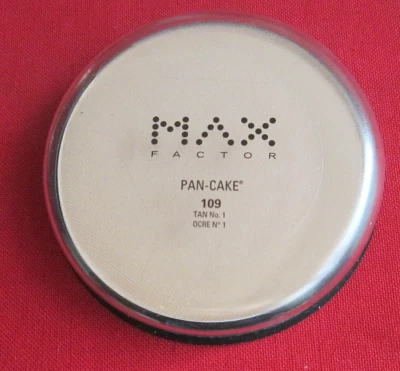 MAX
FACTOR
PAN-CAKE®
109
TAN No. 1
OCRE N° 1